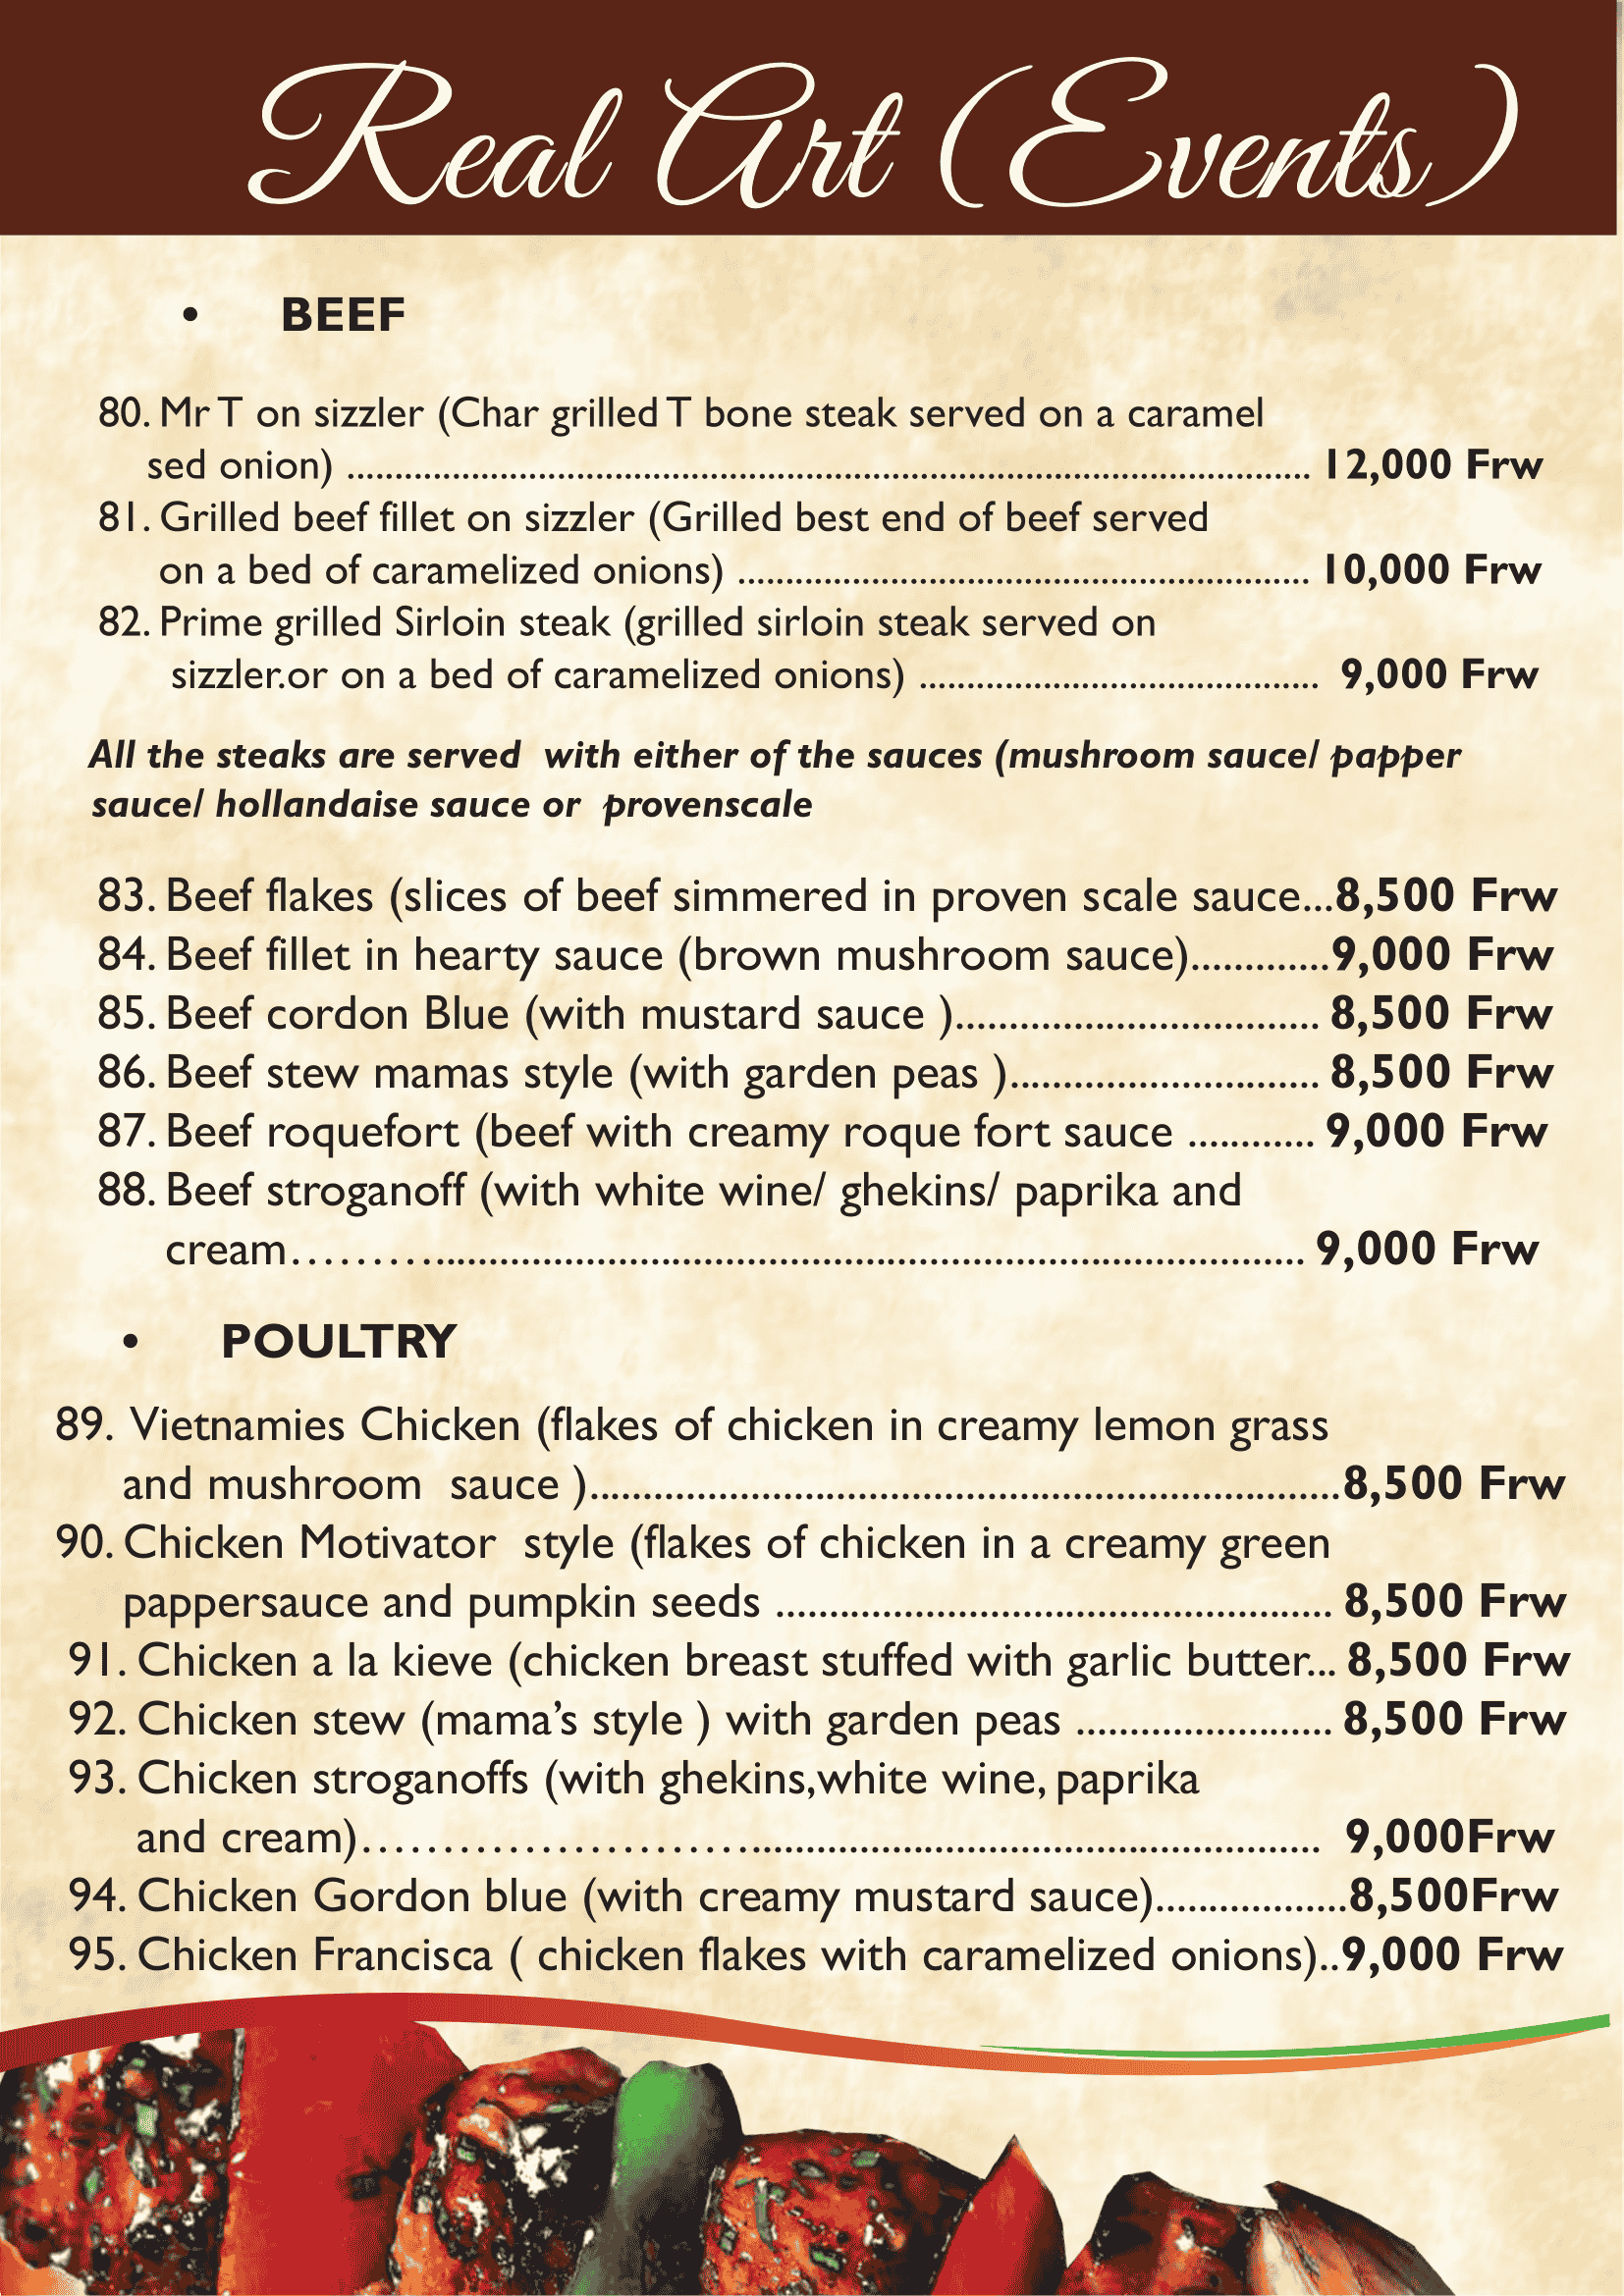 Real Art (Events)
• BEEF
80. Mr T on sizzler (Char grilled T bone steak served on a caramel
sed onion) .................................................................................................... 12,000 Frw
81. Grilled beef fillet on sizzler (Grilled best end of beef served
on a bed of caramelized onions) ............................................................ 10,000 Frw
82. Prime grilled Sirloin steak (grilled sirloin steak served on
sizzler.or on a bed of caramelized onions) .......................................... 9,000 Frw
All the steaks are served with either of the sauces (mushroom sauce/ papper
sauce/ hollandaise sauce or provenscale
83. Beef flakes (slices of beef simmered in proven scale sauce...8,500 Frw
84. Beef fillet in hearty sauce (brown mushroom sauce).............9,000 Frw
85. Beef cordon Blue (with mustard sauce ).................................. 8,500 Frw
86. Beef stew mamas style (with garden peas )............................. 8,500 Frw
87. Beef roquefort (beef with creamy roque fort sauce ............ 9,000 Frw
88. Beef stroganoff (with white wine/ ghekins/ paprika and
cream………................................................................................. 9,000 Frw
• POULTRY
89. Vietnamies Chicken (flakes of chicken in creamy lemon grass
and mushroom sauce )......................................................................8,500 Frw
90. Chicken Motivator style (flakes of chicken in a creamy green
pappersauce and pumpkin seeds .................................................... 8,500 Frw
91. Chicken a la kieve (chicken breast stuffed with garlic butter... 8,500 Frw
92. Chicken stew (mama’s style ) with garden peas ........................ 8,500 Frw
93. Chicken stroganoffs (with ghekins,white wine, paprika
and cream)……………………...................................................... 9,000Frw
94. Chicken Gordon blue (with creamy mustard sauce)..................8,500Frw
95. Chicken Francisca ( chicken flakes with caramelized onions)..9,000 Frw